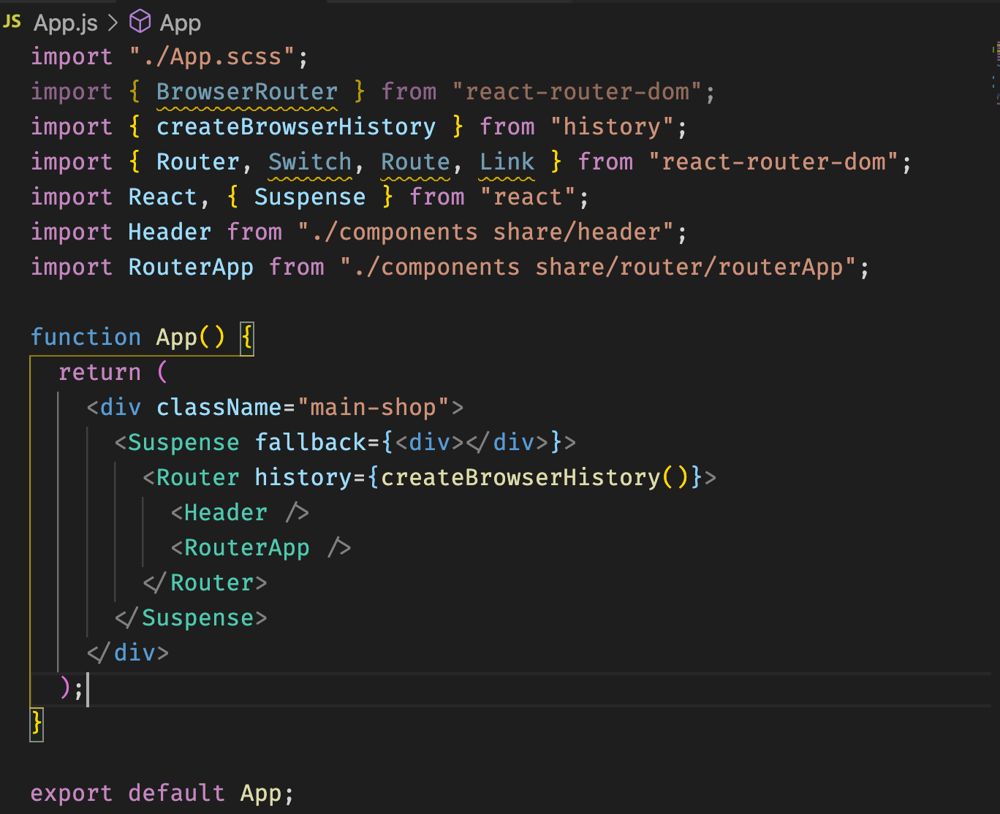 JS App.js > App
import "./App.scss";
import { BrowserRouter } from "react-router-dom";
import { createBrowserHistory } from "history";
import { Router, Switch, Route, Link } from "react-router-dom";
import React, { Suspense } from "react";
import Header from "./components share/header";
import RouterApp from "./components share/router/routerApp";
function App() {
  return (
    <div className="main-shop">
      <Suspense fallback={<div></div>}>
        <Router history={createBrowserHistory()}>
          <Header />
          <RouterApp />
        </Router>
      </Suspense>
    </div>
  );
}
export default App;